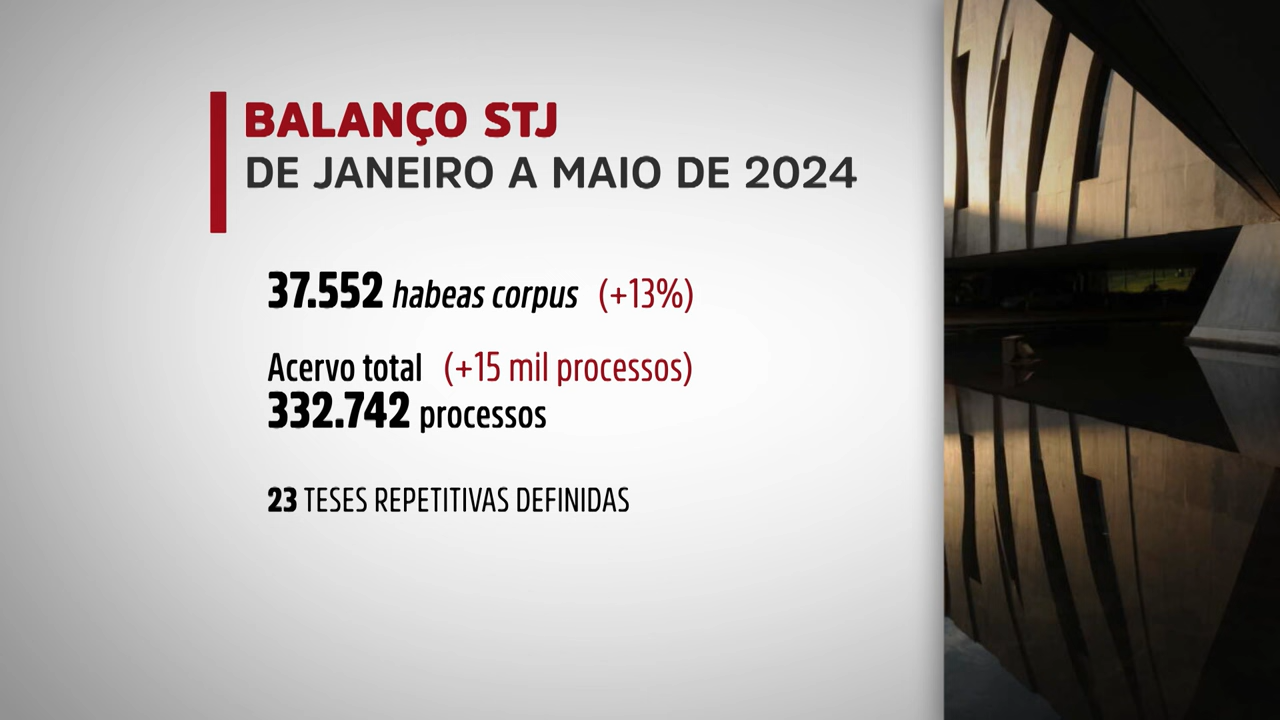 BALANÇO STJ
DE JANEIRO A MAIO DE 2024
37.552 habeas corpus (+13%)
Acervo total (+15 mil processos)
332.742 processos
23 TESES REPETITIVAS DEFINIDAS